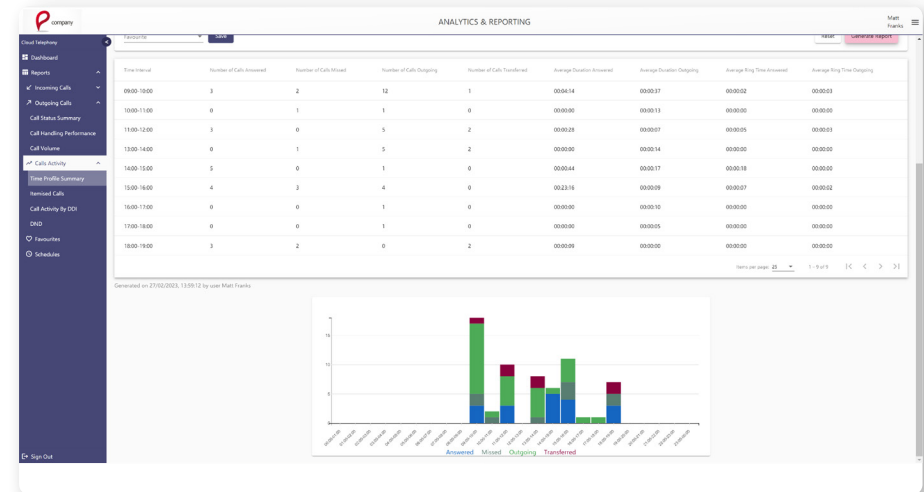 company
ANALYTICS & REPORTING
Matt
Franks
Cloud Telephony
Favourite
Save
Reset
Generate Report
Dashboard
Reports
Incoming Calls
Outgoing Calls
Call Status Summary
Call Handling Performance
Call Volume
Calls Activity
Time Profile Summary
Itemised Calls
Call Activity By DDI
DND
Favourites
Schedules
Sign Out
Time Interval Number of Calls Answered Number of Calls Missed Number of Calls Outgoing Number of Calls Transferred Average Duration Answered Average Duration Outgoing Average Ring Time Answered Average Ring Time Outgoing
09:00-10:00 3 2 12 1 00:04:14 00:00:37 00:00:02 00:00:03
10:00-11:00 0 1 1 0 00:00:00 00:00:13 00:00:00 00:00:00
11:00-12:00 3 0 5 2 00:00:28 00:00:07 00:00:05 00:00:03
13:00-14:00 0 1 5 2 00:00:00 00:00:14 00:00:00 00:00:00
14:00-15:00 5 0 1 0 00:00:44 00:00:17 00:00:18 00:00:00
15:00-16:00 4 3 4 0 00:23:16 00:00:09 00:00:07 00:00:02
16:00-17:00 0 0 1 0 00:00:00 00:00:10 00:00:00 00:00:00
17:00-18:00 0 0 1 0 00:00:00 00:00:05 00:00:00 00:00:00
18:00-19:00 3 2 0 2 00:00:09 00:00:00 00:00:00 00:00:00
Items per page: 25 1 - 9 of 9
Generated on 27/02/2023, 13:59:12 by user Matt Franks
15
10
5
0
Answered Missed Outgoing Transferred